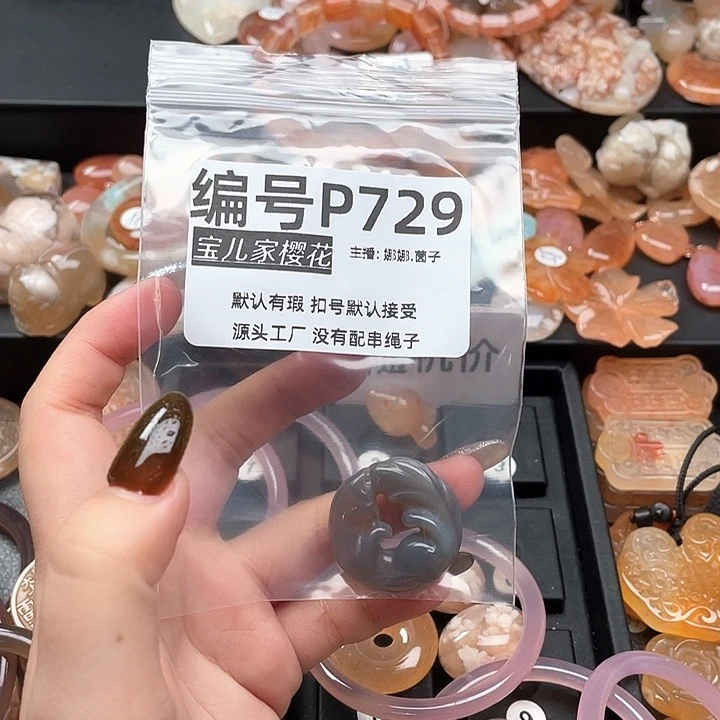 编号P729
宝儿家樱花 主播: 娜娜.茵子
默认有瑕 扣号默认接受
源头工厂 没有配串绳子